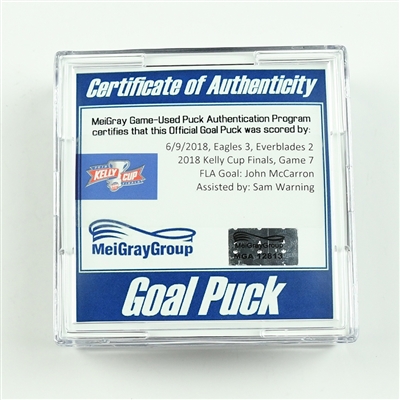 Certificate of Authenticity
MeiGray Game-Used Puck Authentication Program
certifies that this Official Goal Puck was scored by:
6/9/2018, Eagles 3, Everblades 2
2018 Kelly Cup Finals, Game 7
FLA Goal: John McCarron
Assisted by: Sam Warning
KELLY CUP
MeiGrayGroup
MeiGrayGroup
MGA 12813
Goal Puck